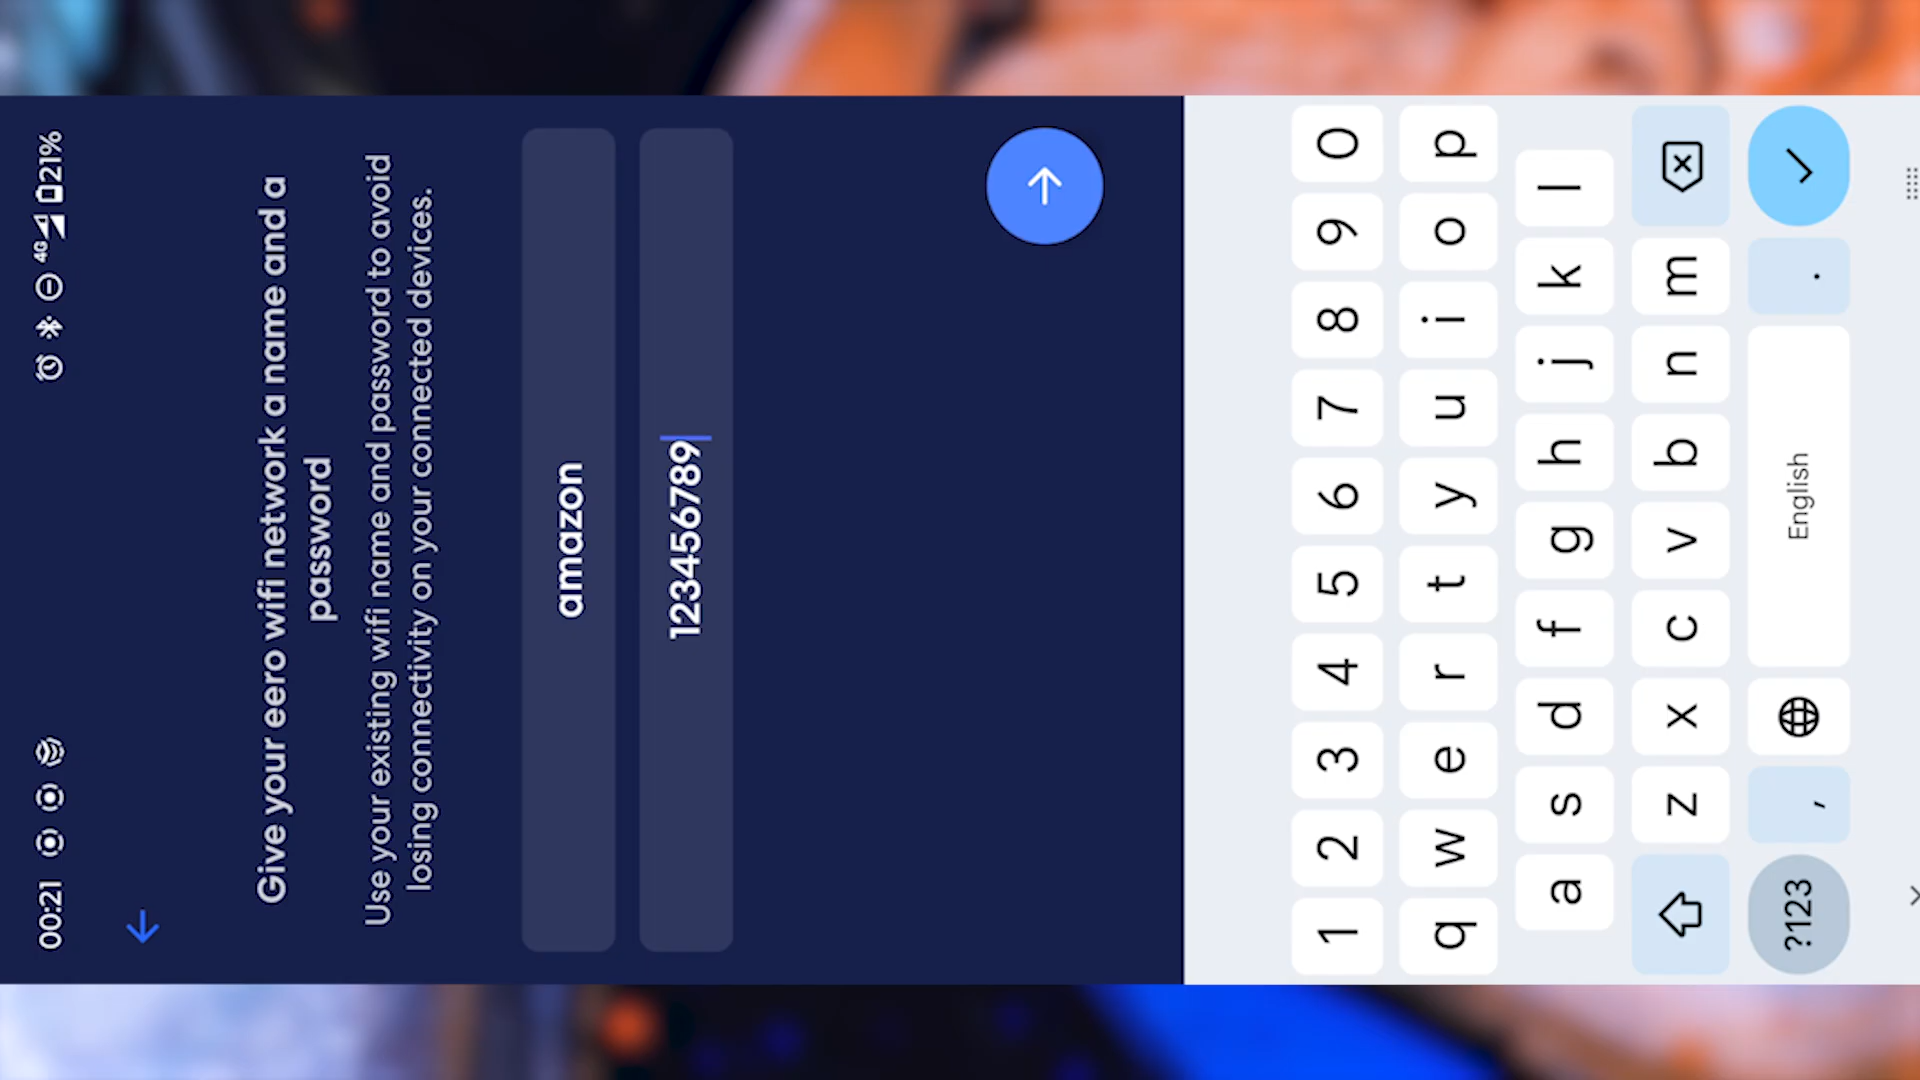 00:21 4G 21%
Give your eero wifi network a name and a
password
Use your existing wifi name and password to avoid
losing connectivity on your connected devices.
amazon
123456789
1 2 3 4 5 6 7 8 9 0
q w e r t y u i o p
a s d f g h j k l
z x c v b n m
?123 , English .